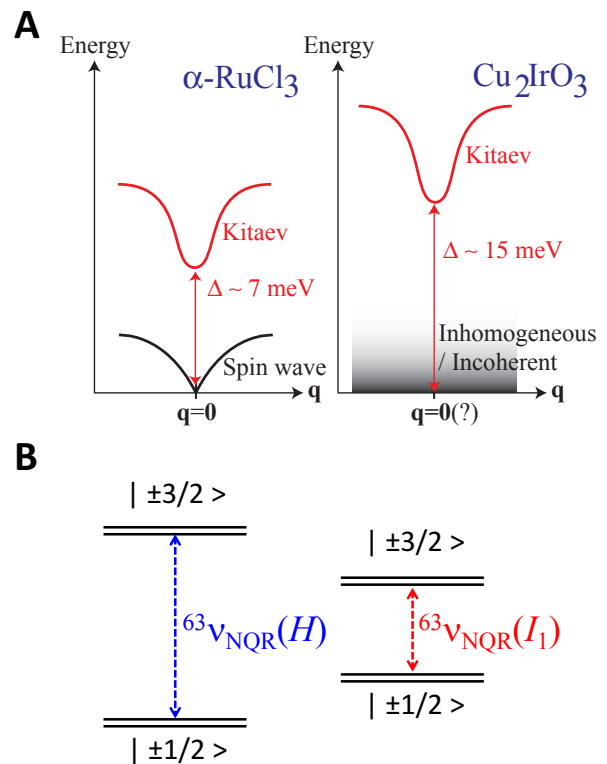 A
Energy
α-RuCl3
Kitaev
Δ ~ 7 meV
Spin wave
q
q=0
Energy
Cu2IrO3
Kitaev
Δ ~ 15 meV
Inhomogeneous
/ Incoherent
q
q=0(?)
B
| ±3/2 >
63νNQR(H)
| ±1/2 >
| ±3/2 >
63νNQR(I1)
| ±1/2 >